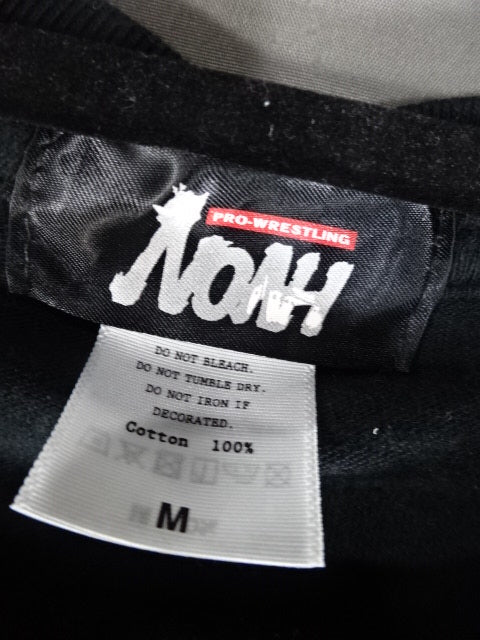 PRO-WRESTLING
NOAH
DO NOT BLEACH.
DO NOT TUMBLE DRY.
DO NOT IRON IF
DECORATED.
Cotton 100%
M